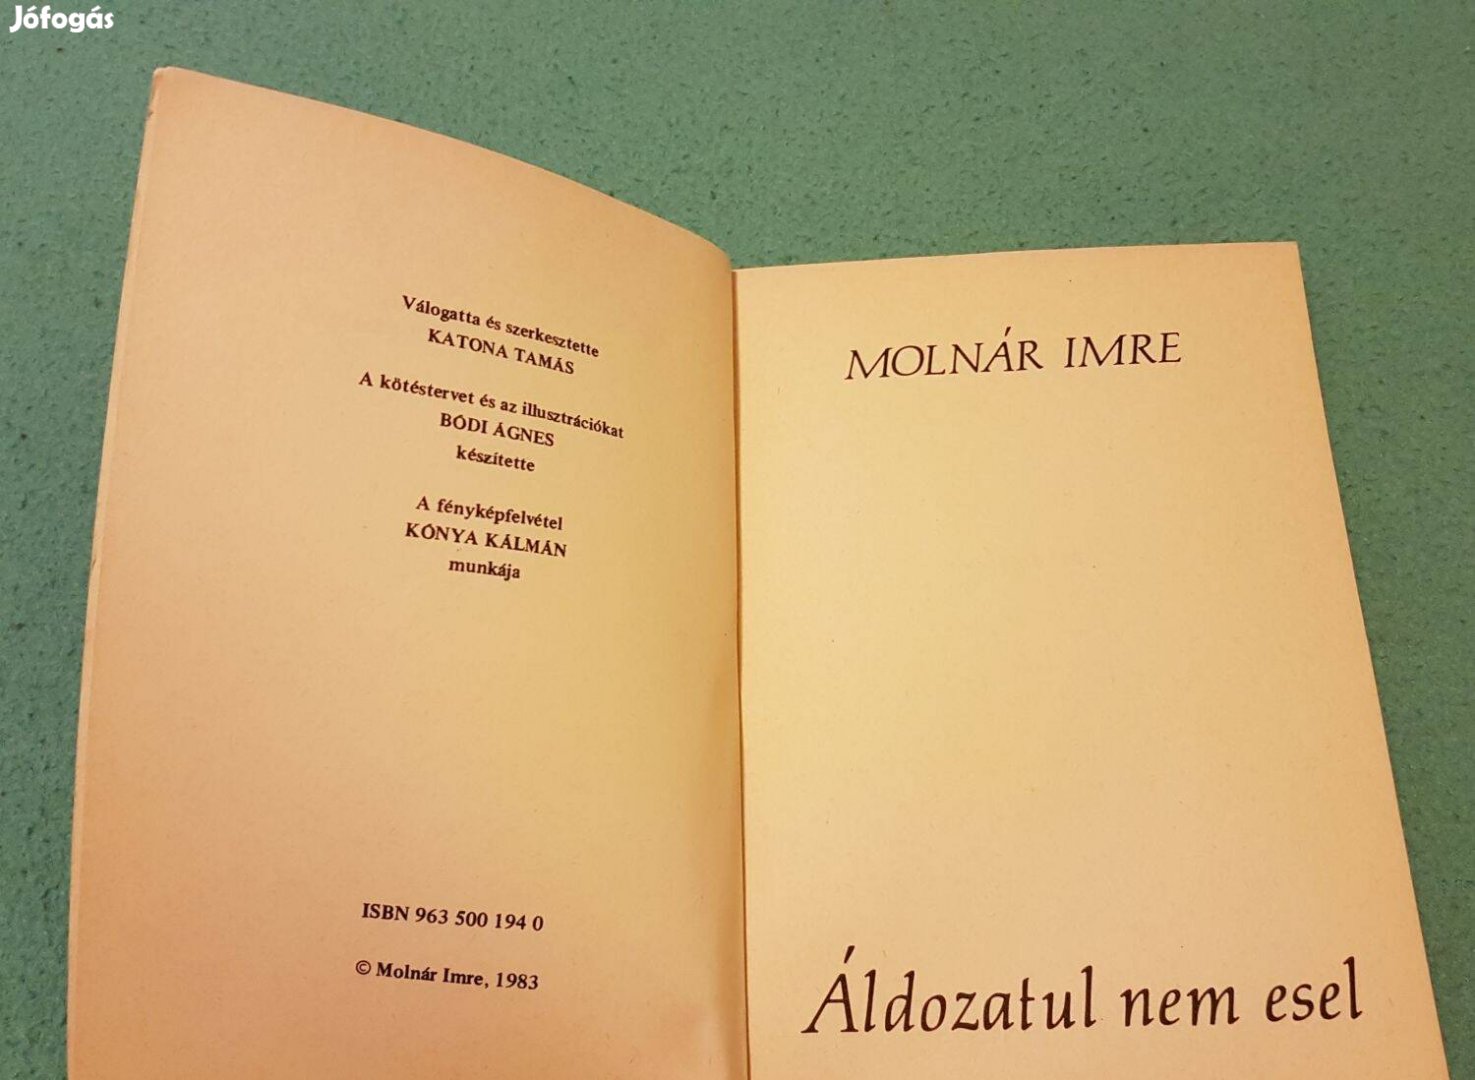 Jófogás
Válogatta és szerkesztette
KATONA TAMÁS
A kötéstervet és az illusztrációkat
BÓDI ÁGNES
készítette
A fényképfelvétel
KÓNYA KÁLMÁN
munkája
ISBN 963 500 194 0
© Molnár Imre, 1983
MOLNÁR IMRE
Áldozatul nem esel